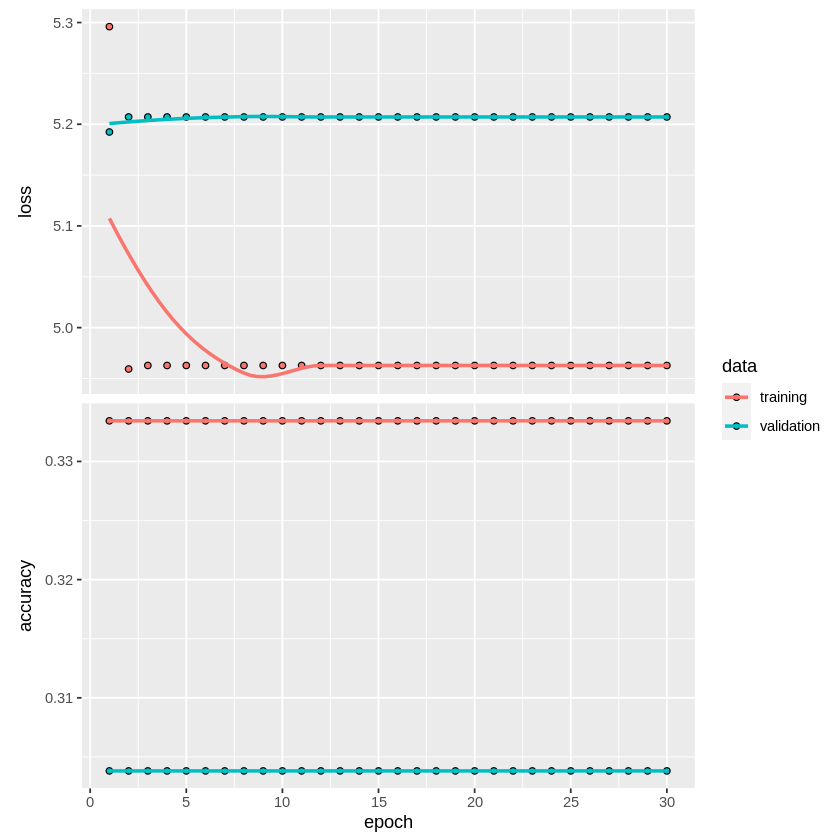 5.3
5.2
5.1
5.0
loss
0.33
0.32
0.31
accuracy
0 5 10 15 20 25 30
epoch
data
training
validation